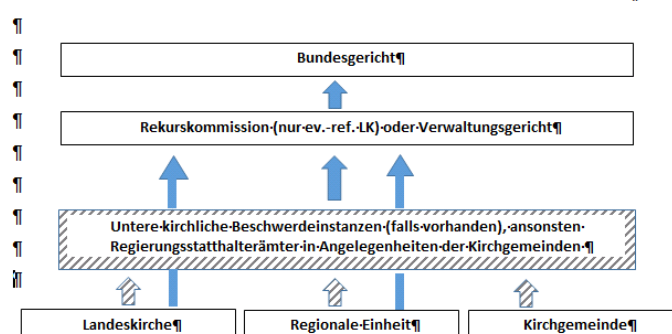 ¶
¶ Bundesgericht¶
¶
¶ Rekurskommission·(nur·ev.-ref.·LK)·oder·Verwaltungsgericht¶
¶
¶
¶ Untere·kirchliche·Beschwerdeinstanzen·(falls·vorhanden),·ansonsten·
¶ Regierungsstatthalterämter·in·Angelegenheiten·der·Kirchgemeinden·¶
¶
Landeskirche¶ Regionale·Einheit¶ Kirchgemeinde¶